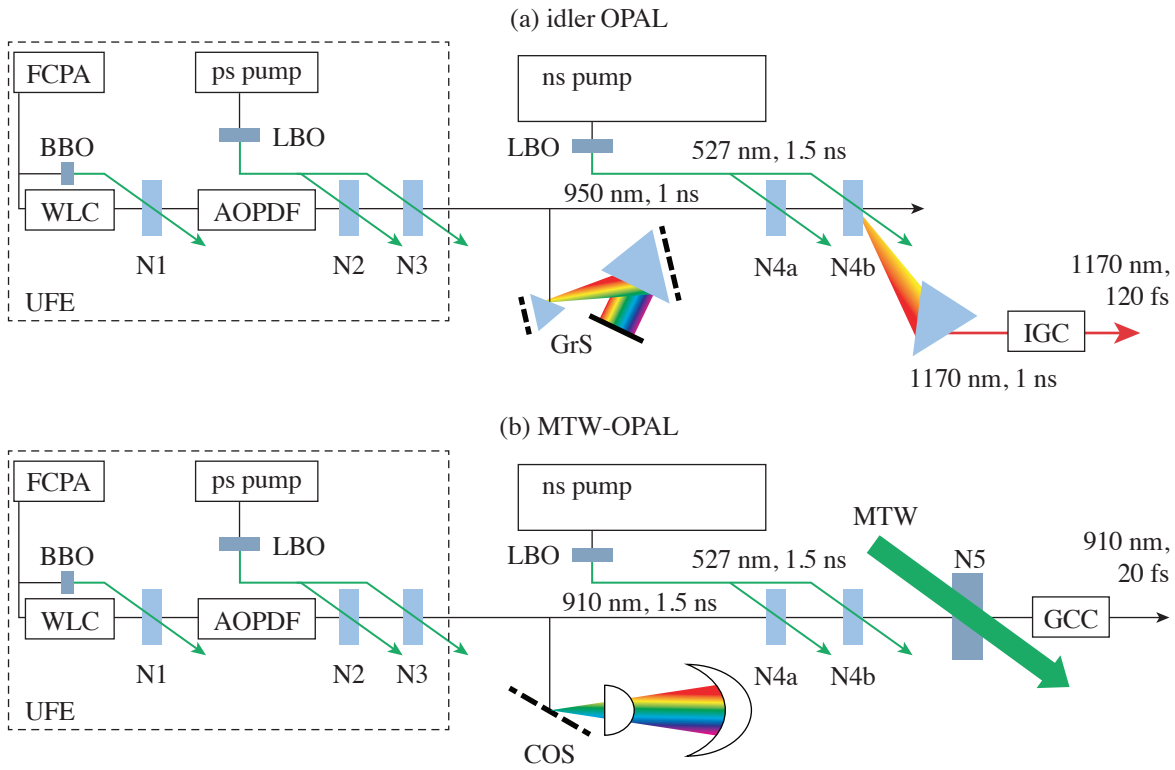 (a) idler OPAL
FCPA
ps pump
ns pump
BBO
LBO
LBO
527 nm, 1.5 ns
WLC
AOPDF
950 nm, 1 ns
N1
N2
N3
N4a
N4b
1170 nm,
120 fs
UFE
GrS
IGC
1170 nm, 1 ns
(b) MTW-OPAL
FCPA
ps pump
ns pump
MTW
BBO
LBO
LBO
527 nm, 1.5 ns
N5
910 nm,
20 fs
WLC
AOPDF
910 nm, 1.5 ns
GCC
N1
N2
N3
N4a
N4b
UFE
COS